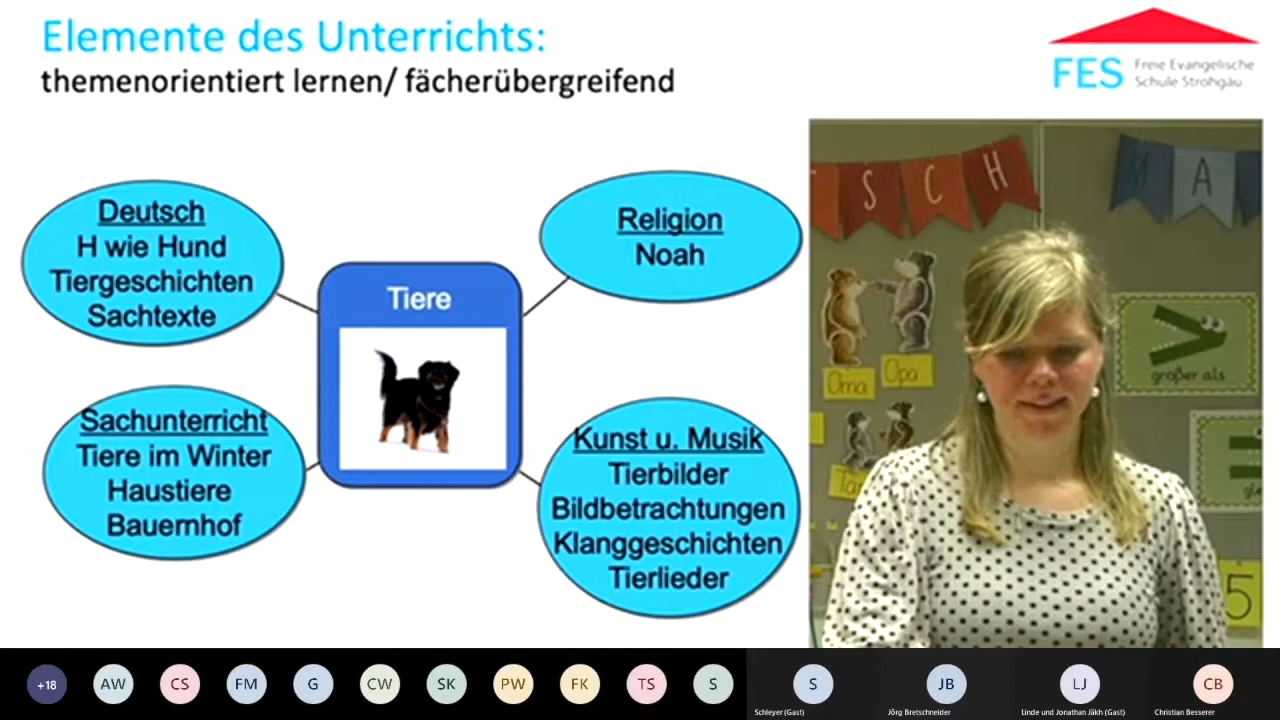 Elemente des Unterrichts:
themenorientiert lernen/ fächerübergreifend
FES
Freie Evangelische
Schule Strohgäu
Deutsch
H wie Hund
Tiergeschichten
Sachtexte
Religion
Noah
Tiere
Sachunterricht
Tiere im Winter
Haustiere
Bauernhof
Kunst u. Musik
Tierbilder
Bildbetrachtungen
Klanggeschichten
Tierlieder
SCH
A
Oma
Opa
größer als
5
+18
AW
CS
FM
G
CW
SK
PW
FK
TS
S
S
JB
LJ
CB
Schleyer (Gast)
Jörg Bretschneider
Linde und Jonathan Jäkh (Gast)
Christian Besserer